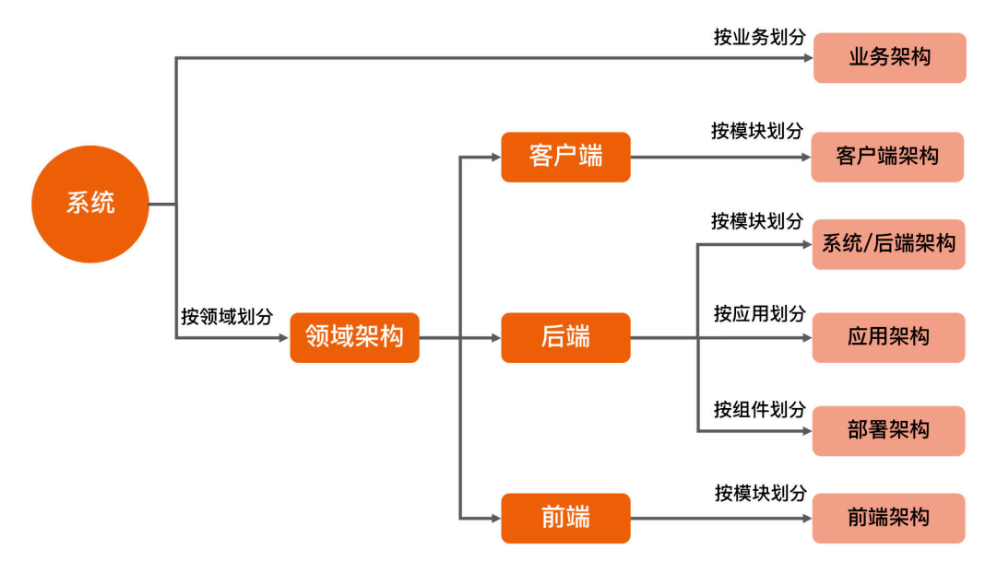 按业务划分
业务架构
按模块划分
客户端
客户端架构
系统
按模块划分
系统/后端架构
按领域划分
领域架构
后端
按应用划分
应用架构
按组件划分
部署架构
按模块划分
前端
前端架构